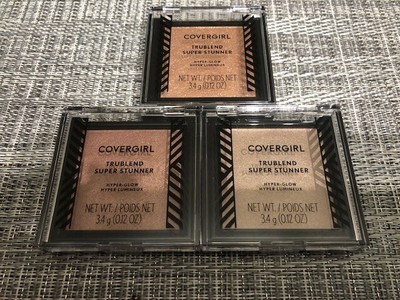 COVERGIRL
TRUBLEND
SUPER STUNNER
HYPER-GLOW
SUPER LUMINEUX
NET WT. / POIDS NET
3.4 g (0.12 OZ)
COVERGIRL
TRUBLEND
SUPER STUNNER
HYPER-GLOW
HYPER LUMINEUX
NET WT. / POIDS NET
3.4 g (0.12 OZ)
COVERGIRL
TRUBLEND
SUPER STUNNER
HYPER-GLOW
HYPER LUMINEUX
NET WT. / POIDS NET
3.4 g (0.12 OZ)